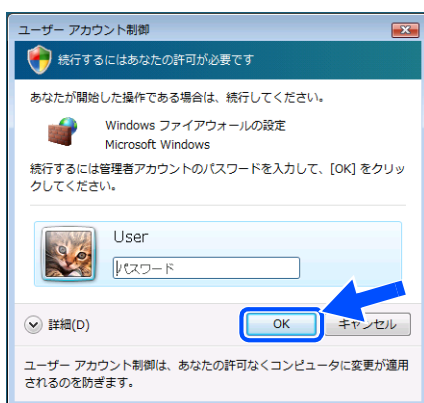 ユーザー アカウント制御
続行するにはあなたの許可が必要です
あなたが開始した操作である場合は、続行してください。
Windows ファイアウォールの設定
Microsoft Windows
続行するには管理者アカウントのパスワードを入力して、[OK] をクリッ
クしてください。
User
パスワード
詳細(D)
OK
キャンセル
ユーザー アカウント制御は、あなたの許可なくコンピュータに変更が適用
されるのを防ぎます。